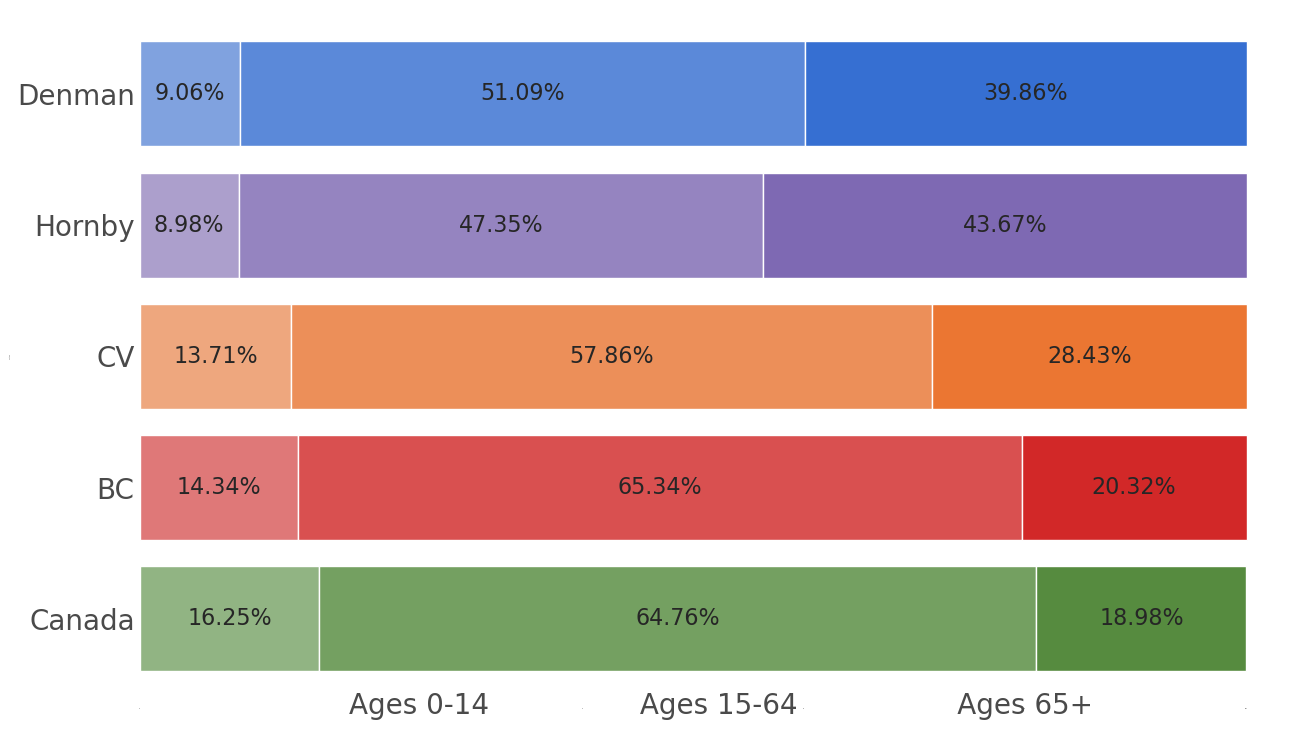 Denman 9.06% 51.09% 39.86%
Hornby 8.98% 47.35% 43.67%
CV 13.71% 57.86% 28.43%
BC 14.34% 65.34% 20.32%
Canada 16.25% 64.76% 18.98%
Ages 0-14 Ages 15-64 Ages 65+